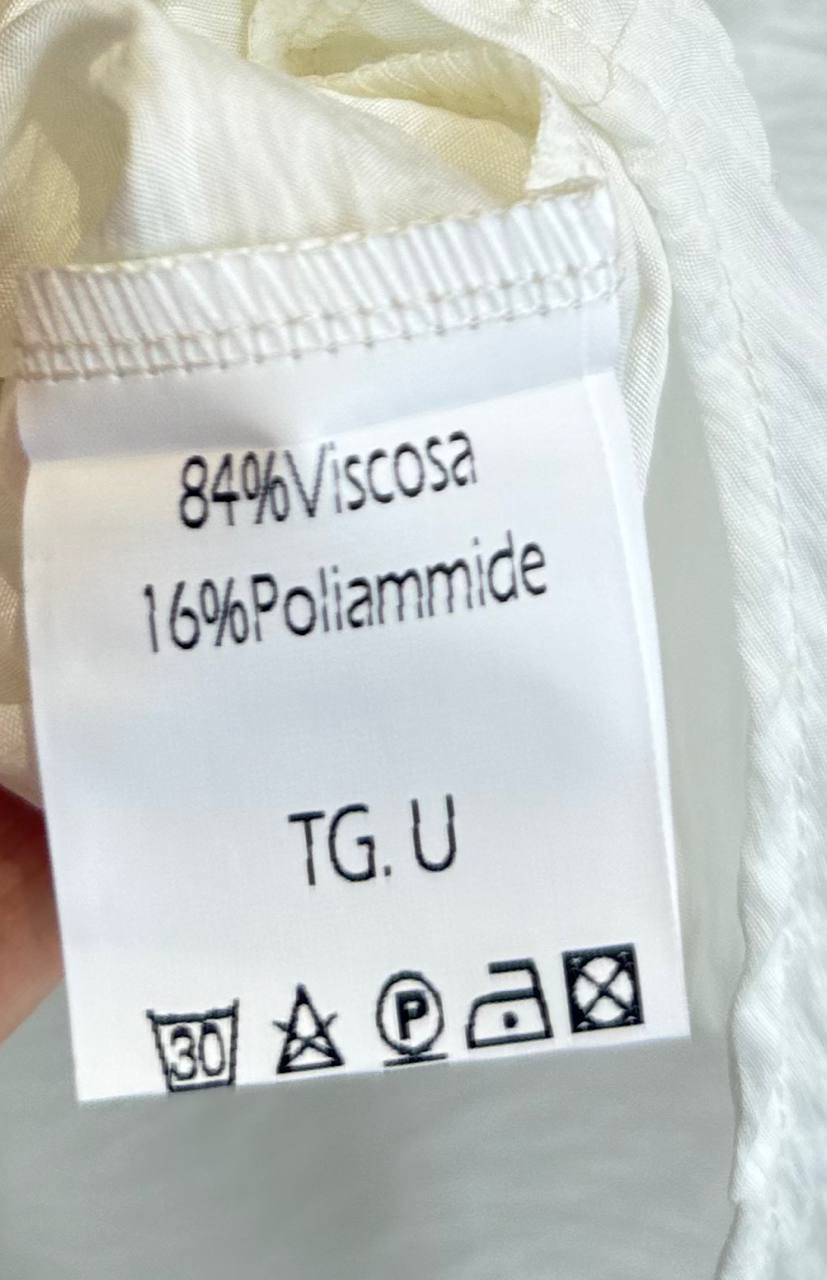 84%Viscosa
16%Poliammide
TG. U
30 P